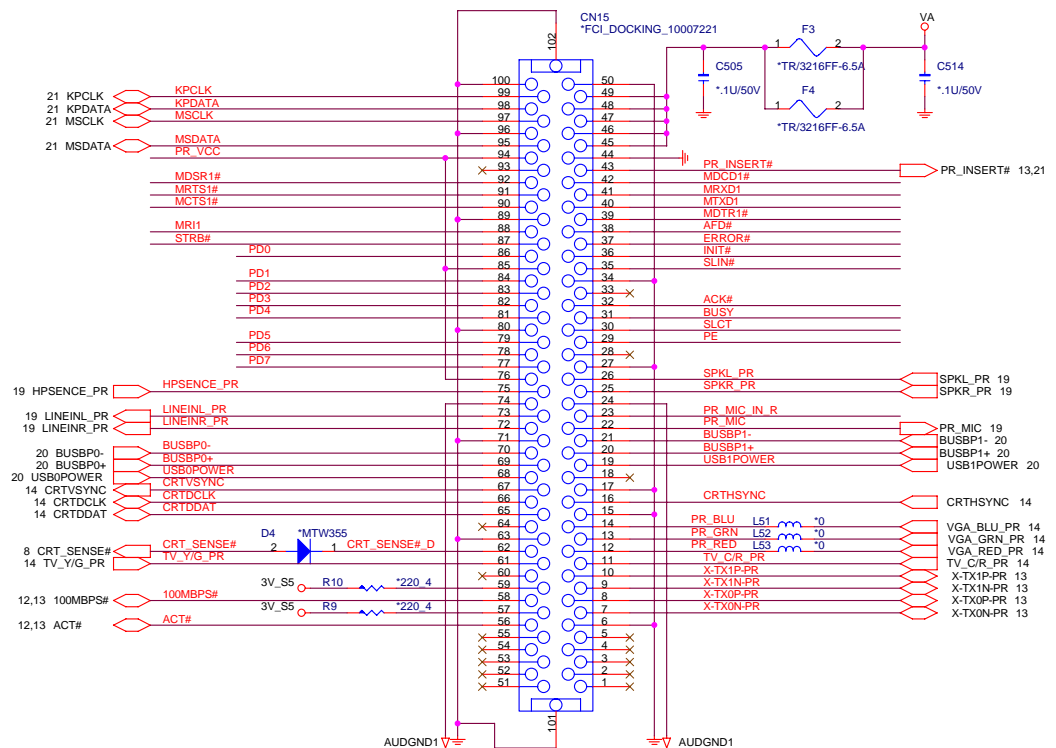 CN15
*FCI_DOCKING_10007221
VA
102
F3
1 2
*TR/3216FF-6.5A
C505
*.1U/50V
C514
*.1U/50V
F4
1 2
*TR/3216FF-6.5A
100 50
21 KPCLK KPCLK 99 49
21 KPDATA KPDATA 98 48
21 MSCLK MSCLK 97 47
96 46
21 MSDATA MSDATA 95 45
PR_VCC 94 44
93 43 PR_INSERT# PR_INSERT# 13,21
MDSR1# 92 42 MDCD1#
MRTS1# 91 41 MRXD1
MCTS1# 90 40 MTXD1
89 39 MDTR1#
MRI1 88 38 AFD#
STRB# 87 37 ERROR#
PD0 86 36 INIT#
85 35 SLIN#
PD1 84 34
PD2 83 33
PD3 82 32 ACK#
PD4 81 31 BUSY
80 30 SLCT
PD5 79 29 PE
PD6 78 28
PD7 77 27
76 26 SPKL_PR SPKL_PR 19
19 HPSENCE_PR HPSENCE_PR 75 25 SPKR_PR SPKR_PR 19
74 24
19 LINEINL_PR LINEINL_PR 73 23 PR_MIC_IN_R
19 LINEINR_PR LINEINR_PR 72 22 PR_MIC PR_MIC 19
71 21 BUSBP1- BUSBP1- 20
20 BUSBP0- BUSBP0- 70 20 BUSBP1+ BUSBP1+ 20
20 BUSBP0+ BUSBP0+ 69 19 USB1POWER USB1POWER 20
20 USB0POWER USB0POWER 68 18
14 CRTVSYNC CRTVSYNC 67 17
14 CRTDCLK CRTDCLK 66 16 CRTHSYNC CRTHSYNC 14
14 CRTDDAT CRTDDAT 65 15
64 14 PR_BLU L51 *0 VGA_BLU_PR 14
D4 *MTW355
63 13 PR_GRN L52 *0 VGA_GRN_PR 14
8 CRT_SENSE# CRT_SENSE# 2 1 CRT_SENSE#_D 62 12 PR_RED L53 *0 VGA_RED_PR 14
14 TV_Y/G_PR TV_Y/G_PR 61 11 TV_C/R_PR TV_C/R_PR 14
60 10 X-TX1P-PR X-TX1P-PR 13
3V_S5 R10 *220_4 59 9 X-TX1N-PR X-TX1N-PR 13
12,13 100MBPS# 100MBPS# 58 8 X-TX0P-PR X-TX0P-PR 13
3V_S5 R9 *220_4 57 7 X-TX0N-PR X-TX0N-PR 13
12,13 ACT# ACT# 56 6
55 5
54 4
53 3
52 2
51 1
101
AUDGND1 AUDGND1